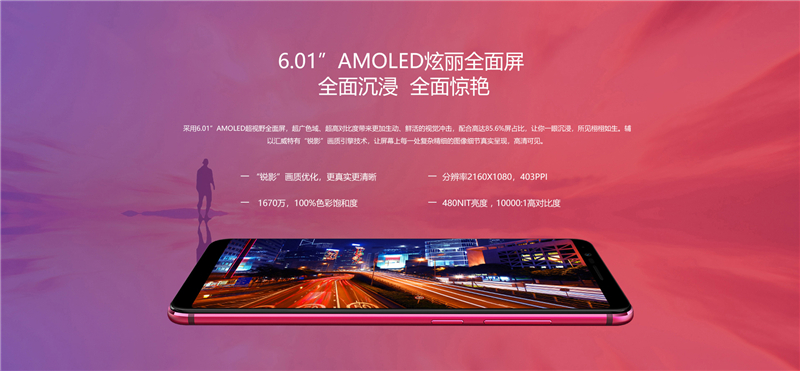 6.01”AMOLED炫丽全面屏
全面沉浸 全面惊艳
采用6.01”AMOLED超视野全面屏，超广色域、超高对比度带来更加生动、鲜活的视觉冲击，配合高达85.6%屏占比、让你一眼沉浸，所见栩栩如生。辅
以汇威特有“锐影”画质引擎技术，让屏幕上每一处复杂精细的图像细节真实呈现，高清可见。
一 “锐影”画质优化，更真实更清晰
一 分辨率2160X1080，403PPI
一 1670万，100%色彩饱和度
一 480NIT亮度，10000:1高对比度